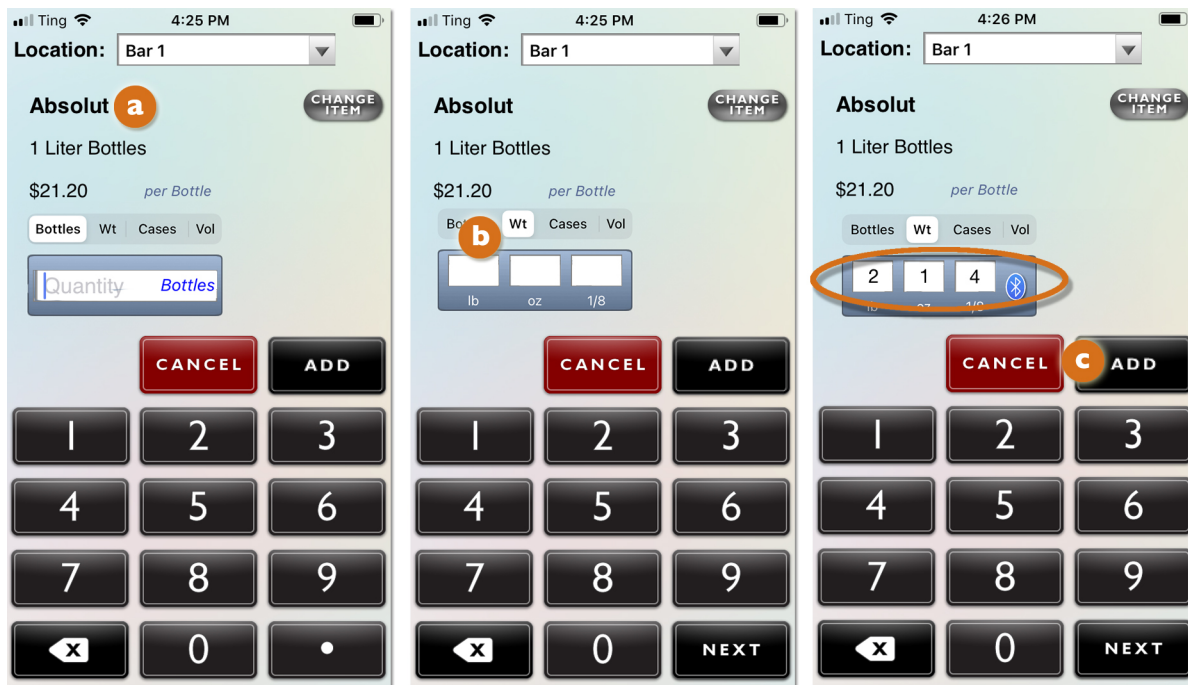 Ting 4:25 PM
Location: Bar 1
Absolut a
CHANGE
ITEM
1 Liter Bottles
$21.20 per Bottle
Bottles Wt Cases Vol
Quantity Bottles
CANCEL ADD
1 2 3
4 5 6
7 8 9
X 0 •
Ting 4:25 PM
Location: Bar 1
Absolut
CHANGE
ITEM
1 Liter Bottles
$21.20 per Bottle
b Wt Cases Vol
lb oz 1/8
CANCEL ADD
1 2 3
4 5 6
7 8 9
X 0 NEXT
Ting 4:26 PM
Location: Bar 1
Absolut
CHANGE
ITEM
1 Liter Bottles
$21.20 per Bottle
Bottles Wt Cases Vol
2 1 4
lb oz 1/8
CANCEL c ADD
1 2 3
4 5 6
7 8 9
X 0 NEXT